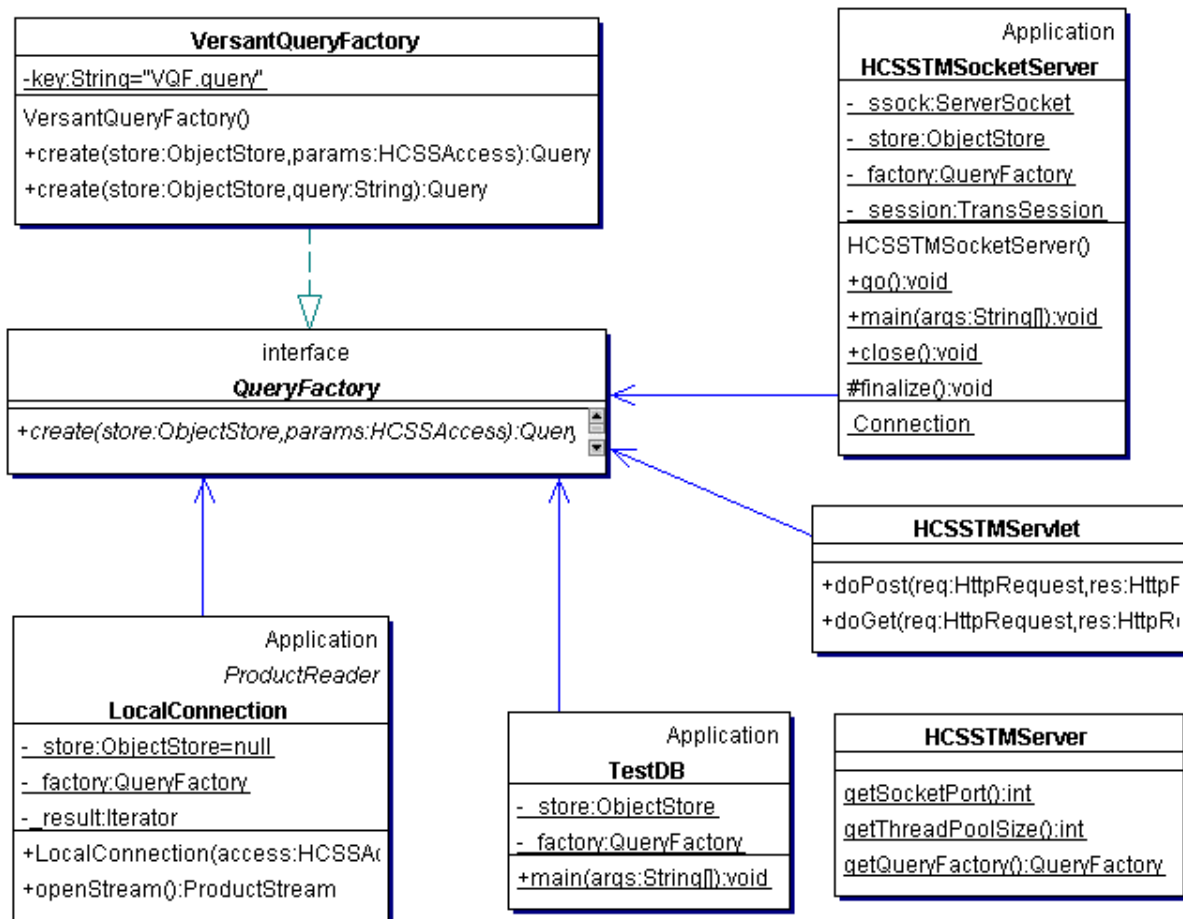 VersantQueryFactory
-key:String="VQF.query"
VersantQueryFactory()
+create(store:ObjectStore,params:HCSSAccess):Query
+create(store:ObjectStore,query:String):Query
Application
HCSSTMSocketServer
-_ssock:ServerSocket
-_store:ObjectStore
-_factory:QueryFactory
-_session:TransSession
HCSSTMSocketServer()
+go():void
+main(args:String[]):void
+close():void
#finalize():void
Connection
interface
QueryFactory
+create(store:ObjectStore,params:HCSSAccess):Query
HCSSTMServlet
+doPost(req:HttpRequest,res:HttpR
+doGet(req:HttpRequest,res:HttpR
Application
ProductReader
LocalConnection
-_store:ObjectStore=null
-_factory:QueryFactory
-_result:Iterator
+LocalConnection(access:HCSSAc
+openStream():ProductStream
Application
TestDB
-_store:ObjectStore
-_factory:QueryFactory
+main(args:String[]):void
HCSSTMServer
getSocketPort():int
getThreadPoolSize():int
getQueryFactory():QueryFactory